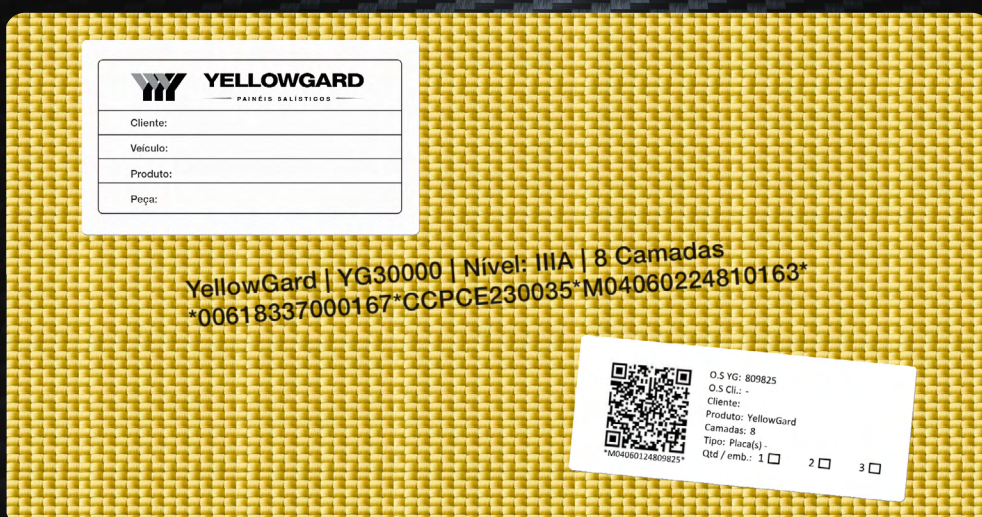 YELLOWGARD
PAINÉIS BALÍSTICOS
Cliente:
Veículo:
Produto:
Peça:
YellowGard | YG30000 | Nível: IIIA | 8 Camadas
*00618337000167*CCPCE230035*M04060224810163*
O.S YG: 809825
O.S Cli.: -
Cliente:
Produto: YellowGard
Camadas: 8
Tipo: Placa(s) -
Qtd / emb.: 1 2 3
*M04060124809825*